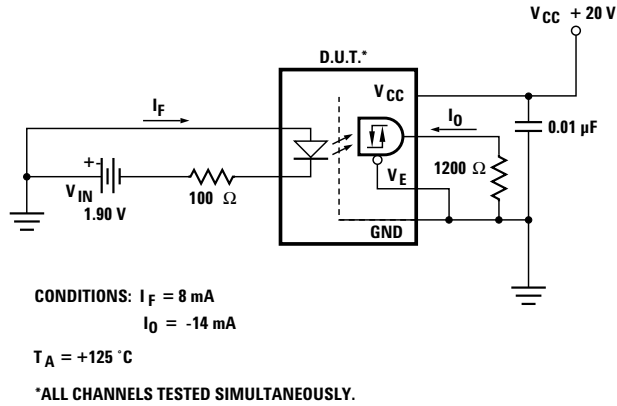 V CC + 20 V
D.U.T.*
V CC
I F
I O
0.01 µF
1200 Ω
V E
+-
V IN
1.90 V
100 Ω
GND
CONDITIONS: I F = 8 mA
I O = -14 mA
T A = +125 ˚C
*ALL CHANNELS TESTED SIMULTANEOUSLY.